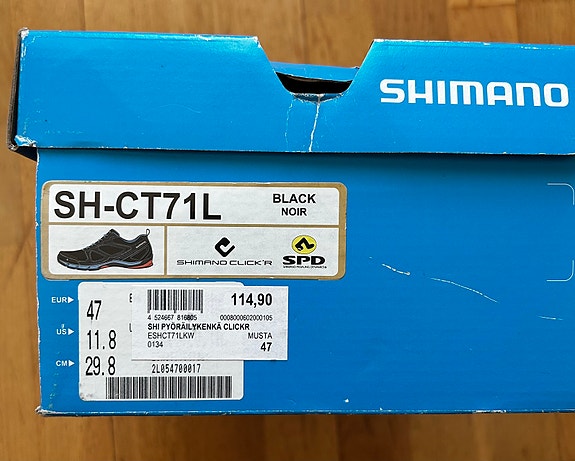 SHIMANO
SH-CT71L
BLACK
NOIR
SHIMANO CLICK'R
SPD
EUR 47
US 11.8
CM 29.8
114,90
4 524667 816805
0008000602000105
SHI PYÖRÄILYKENKÄ CLICKR
ESHCT71LKW MUSTA
0134 47
2L054700017